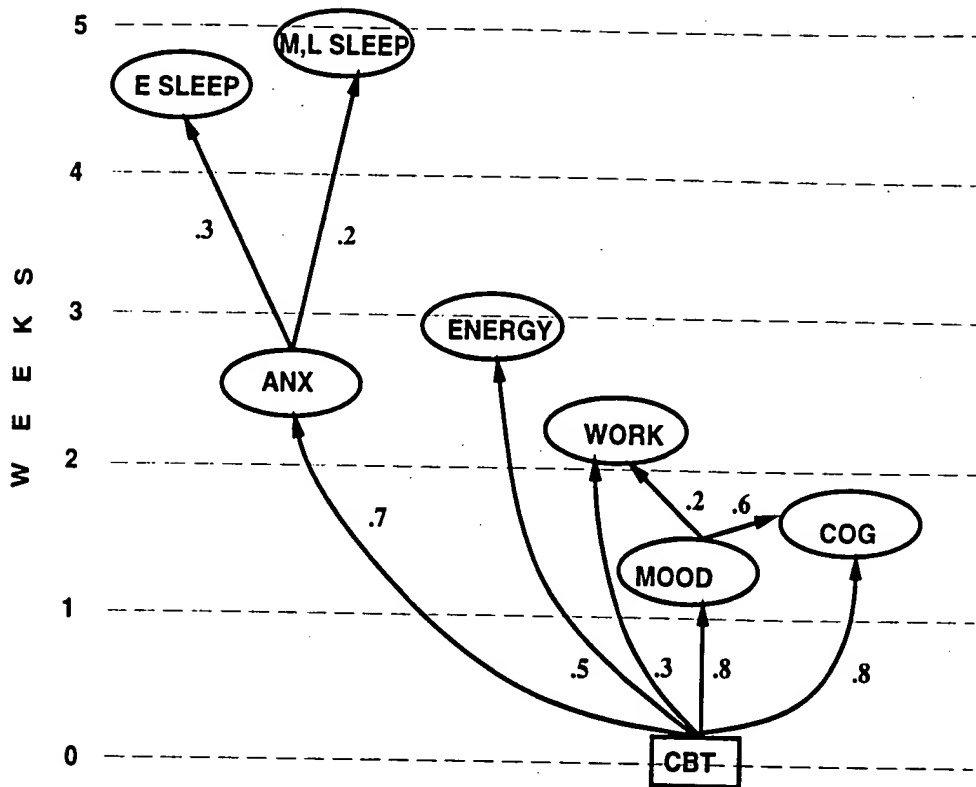 5
M,L SLEEP
E SLEEP
4
.3
.2
WEEKS
3
ENERGY
ANX
WORK
2
.7
.2
.6
COG
MOOD
1
.5
.3
.8
.8
0
CBT